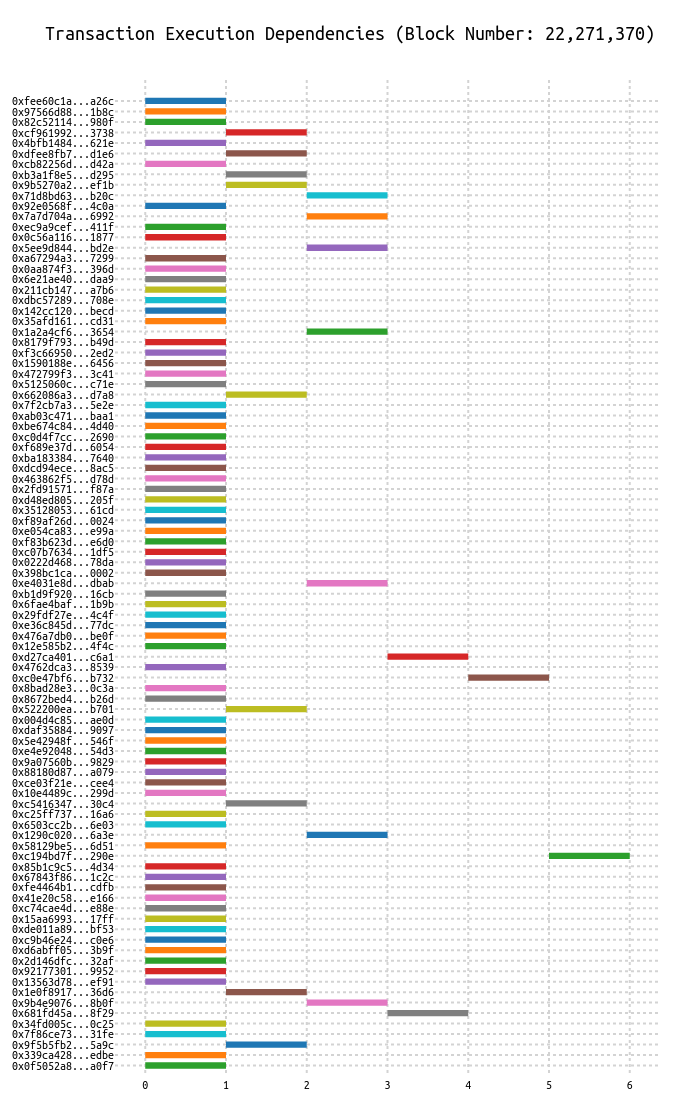 Transaction Execution Dependencies (Block Number: 22,271,370)
0xfee60c1a...a26c
0x97566d88...1b8c
0x82c52114...980f
0xcf961992...3738
0x4bfb1484...621e
0xdfee8fb7...d1e6
0xcb82256d...d42a
0xb3a1f8e5...d295
0x9b5270a2...ef1b
0x71d8bd63...b20c
0x92e0568f...4c0a
0x7a7d704a...6992
0xec9a9cef...411f
0x0c56a116...1877
0x5ee9d844...bd2e
0xa67294a3...7299
0x0aa874f3...396d
0x6e21ae40...daa9
0x211cb147...a7b6
0xdbc57289...708e
0x142cc120...becd
0x35afd161...cd31
0x1a2a4cf6...3654
0x8179f793...b49d
0xf3c66950...2ed2
0x1590188e...6456
0x472799f3...3c41
0x5125060c...c71e
0x662086a3...d7a8
0x7f2cb7a3...5e2e
0xab03c471...baa1
0xbe674c84...4d40
0xc0d4f7cc...2690
0xf689e37d...6054
0xba183384...7640
0xdcd94ece...8ac5
0x463862f5...d78d
0x2fd91571...f87a
0xd48ed805...205f
0x35128053...61cd
0xf89af26d...0024
0xe054ca83...e99a
0xf83b623d...e6d0
0xc07b7634...1df5
0x0222d468...78da
0x398bc1ca...0002
0xe4031e8d...dbab
0xb1d9f920...16cb
0x6fae4baf...1b9b
0x29fdf27e...4c4f
0xe36c845d...77dc
0x476a7db0...be0f
0x12e585b2...4f4c
0xd27ca401...c6a1
0x4762dca3...8539
0xc0e47bf6...b732
0x8bad28e3...0c3a
0x8672bed4...b26d
0x522200ea...b701
0x004d4c85...ae0d
0xdaf35884...9097
0x5e42948f...546f
0xe4e92048...54d3
0x9a07560b...9829
0x88180d87...a079
0xce03f21e...cee4
0x10e4489c...299d
0xc5416347...30c4
0xc25ff737...16a6
0x6503cc2b...6e03
0x1290c020...6a3e
0x58129be5...6d51
0xc194bd7f...290e
0x85b1c9c5...4d34
0x67843f86...1c2c
0xfe4464b1...cdfb
0x41e20c58...e166
0xc74cae4d...e88e
0x15aa6993...17ff
0xde011a89...bf53
0xc9b46e24...c0e6
0xd6abff05...3b9f
0x2d146dfc...32af
0x92177301...9952
0x13563d78...ef91
0x1e0f8917...36d6
0x9b4e9076...8b0f
0x681fd45a...8f29
0x34fd005c...0c25
0x7f86ce73...31fe
0x9f5b5fb2...5a9c
0x339ca428...edbe
0x0f5052a8...a0f7
0 1 2 3 4 5 6